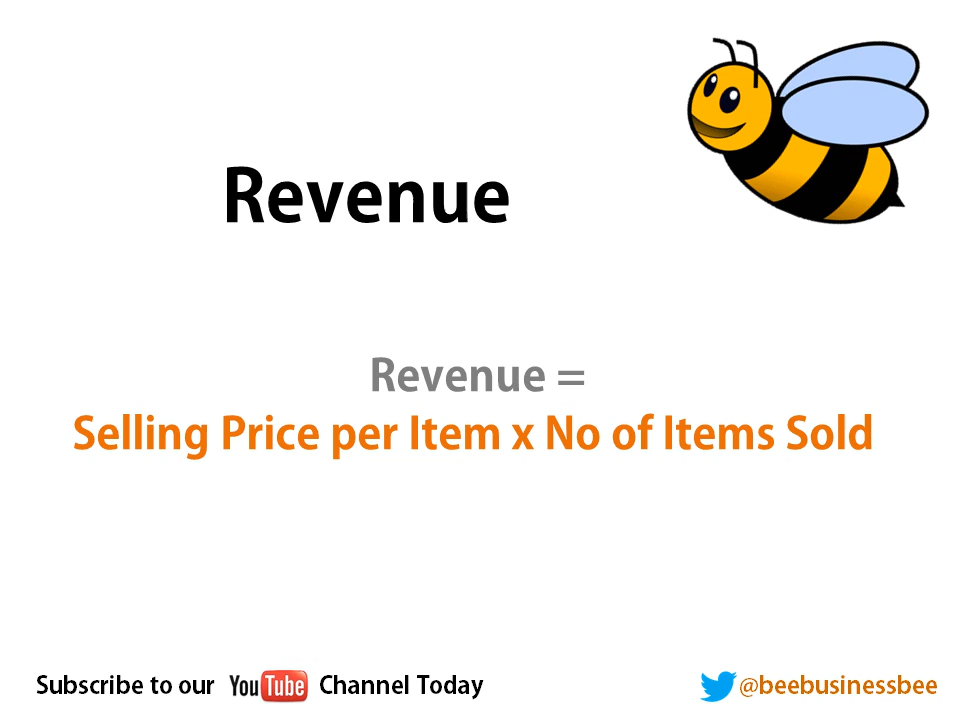 Revenue
Revenue =
Selling Price per Item x No of Items Sold
Subscribe to our YouTube Channel Today
@beebusinessbee